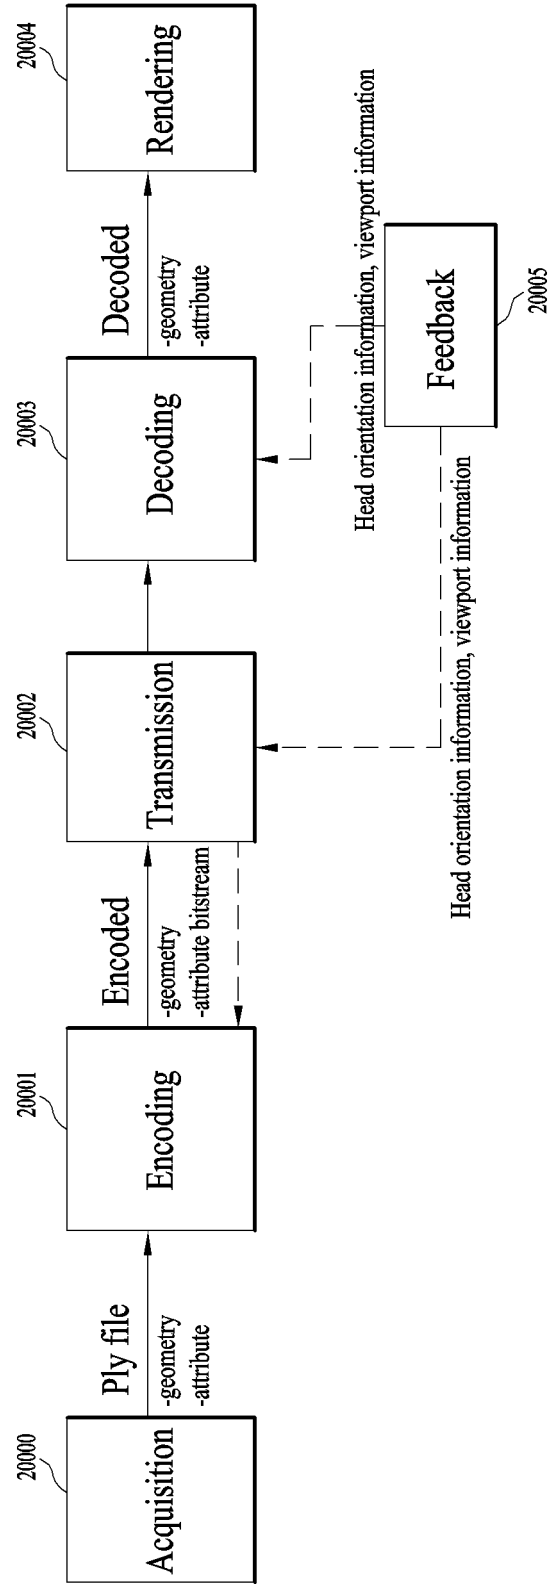 20000
20001
20002
20003
20004
Acquisition
Ply file
-geometry
-attribute
Encoding
Encoded
-geometry
-attribute bitstream
Transmission
Decoding
Decoded
-geometry
-attribute
Rendering
Head orientation information, viewport information
Feedback
20005
Head orientation information, viewport information